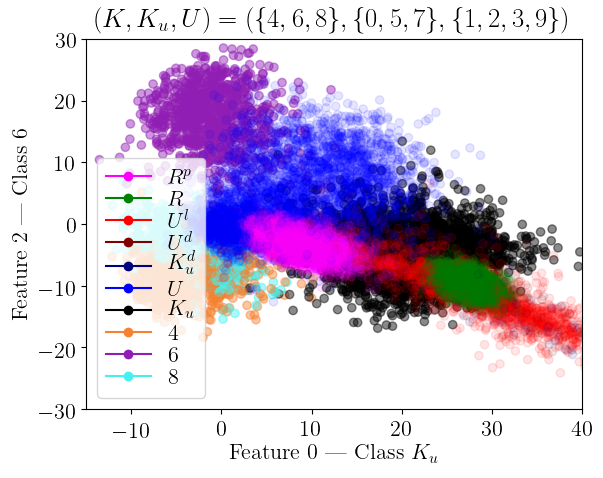 (K, K_u, U) = ({4, 6, 8}, {0, 5, 7}, {1, 2, 3, 9})
30
20
10
0
−10
−20
−30
Feature 2 — Class 6
R^p
R
U^l
U^d
K_u^d
U
K_u
4
6
8
−10
0
10
20
30
40
Feature 0 — Class K_u